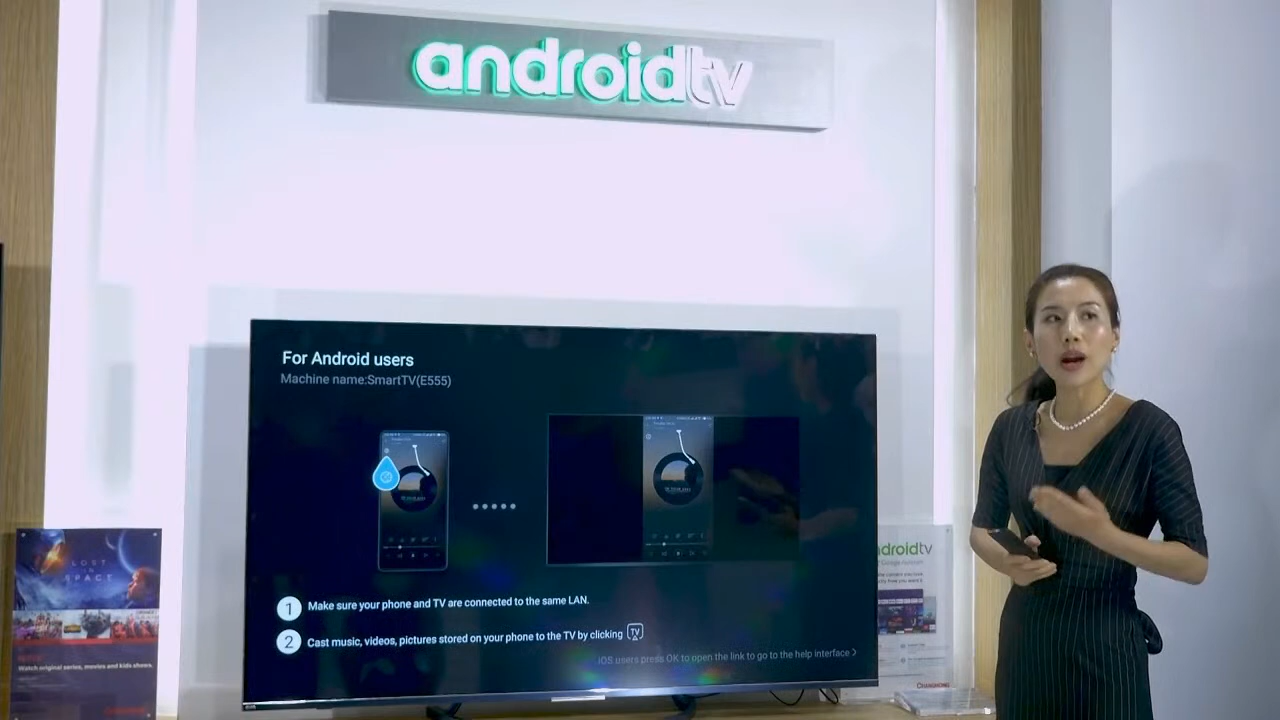 androidtv
For Android users
Machine name:SmartTV(E555)
1 Make sure your phone and TV are connected to the same LAN.
2 Cast music, videos, pictures stored on your phone to the TV by clicking TV
iOS users press OK to open the link to go to the help interface >
LOST
IN
SPACE
Watch original series, movies and kids shows.
androidtv
CHANGHONG